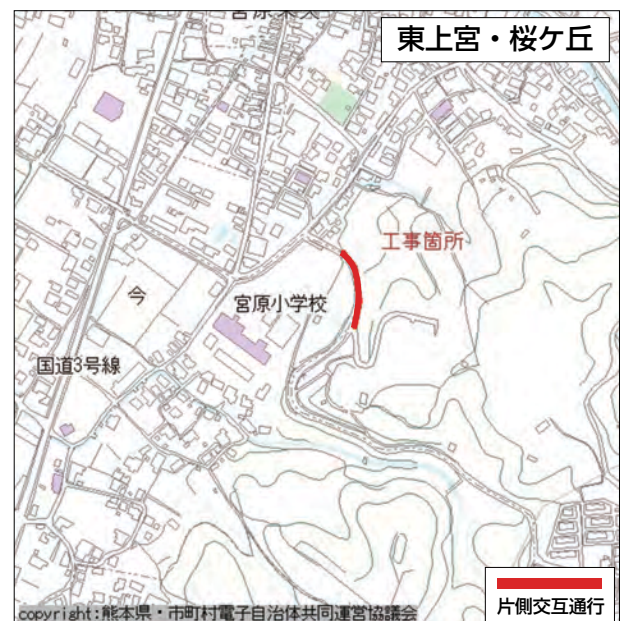 東上宮・桜ケ丘
工事箇所
今
宮原小学校
国道3号線
片側交互通行
copyright:熊本県・市町村電子自治体共同運営協議会